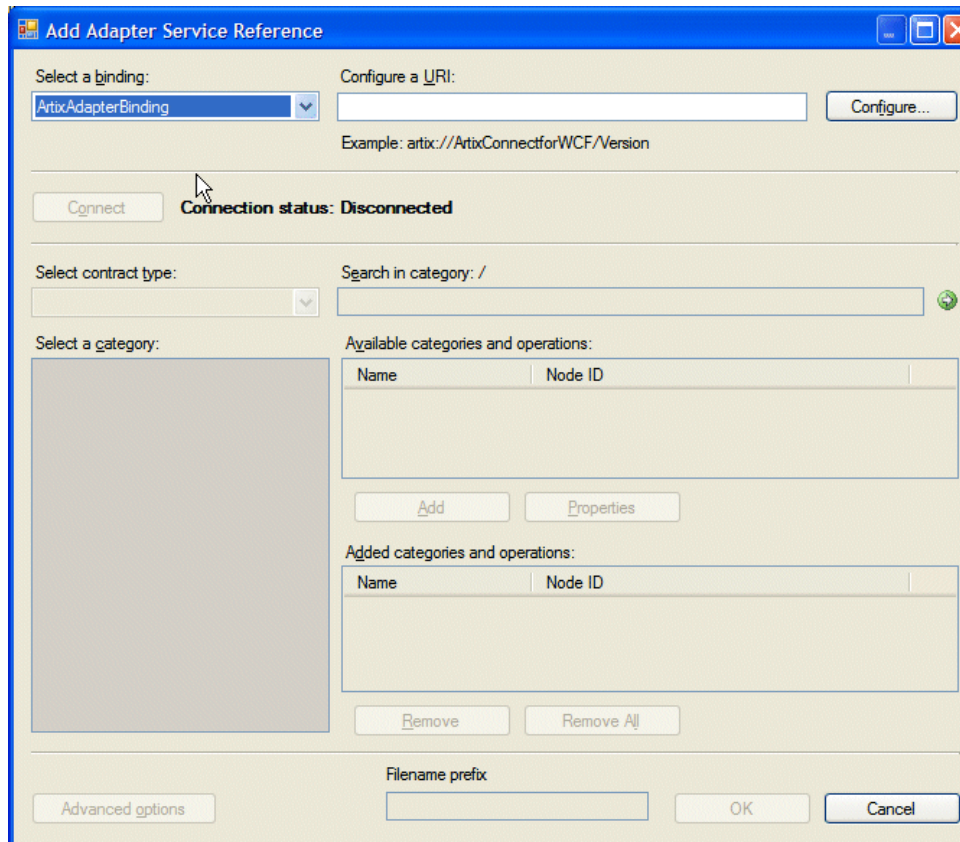 Add Adapter Service Reference
Select a binding: Configure a URI:
ArtixAdapterBinding Configure...
Example: artix://ArtixConnectforWCF/Version
Connect Connection status: Disconnected
Select contract type: Search in category: /
Select a category: Available categories and operations:
Name Node ID
Add Properties
Added categories and operations:
Name Node ID
Remove Remove All
Filename prefix
Advanced options OK Cancel